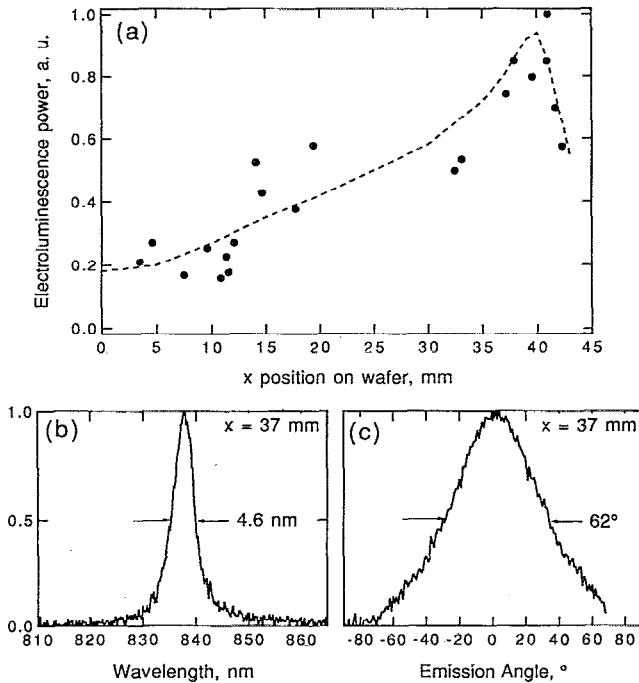 (a)
Electroluminescence power, a. u.
1.0
0.8
0.6
0.4
0.2
0.0
0 5 10 15 20 25 30 35 40 45
x position on wafer, mm
(b)
x = 37 mm
1.0
0.5
0.0
4.6 nm
810 820 830 840 850 860
Wavelength, nm
(c)
x = 37 mm
62°
-80 -60 -40 -20 0 20 40 60 80
Emission Angle, °